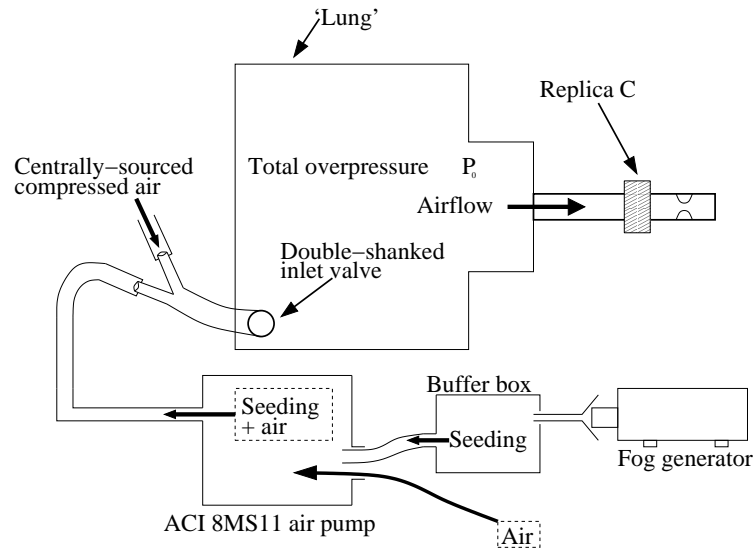 'Lung'
Replica C
Centrally−sourced
compressed air
Total overpressure P₀
Airflow
Double−shanked
inlet valve
Buffer box
Seeding
+ air
Seeding
Fog generator
ACI 8MS11 air pump
Air